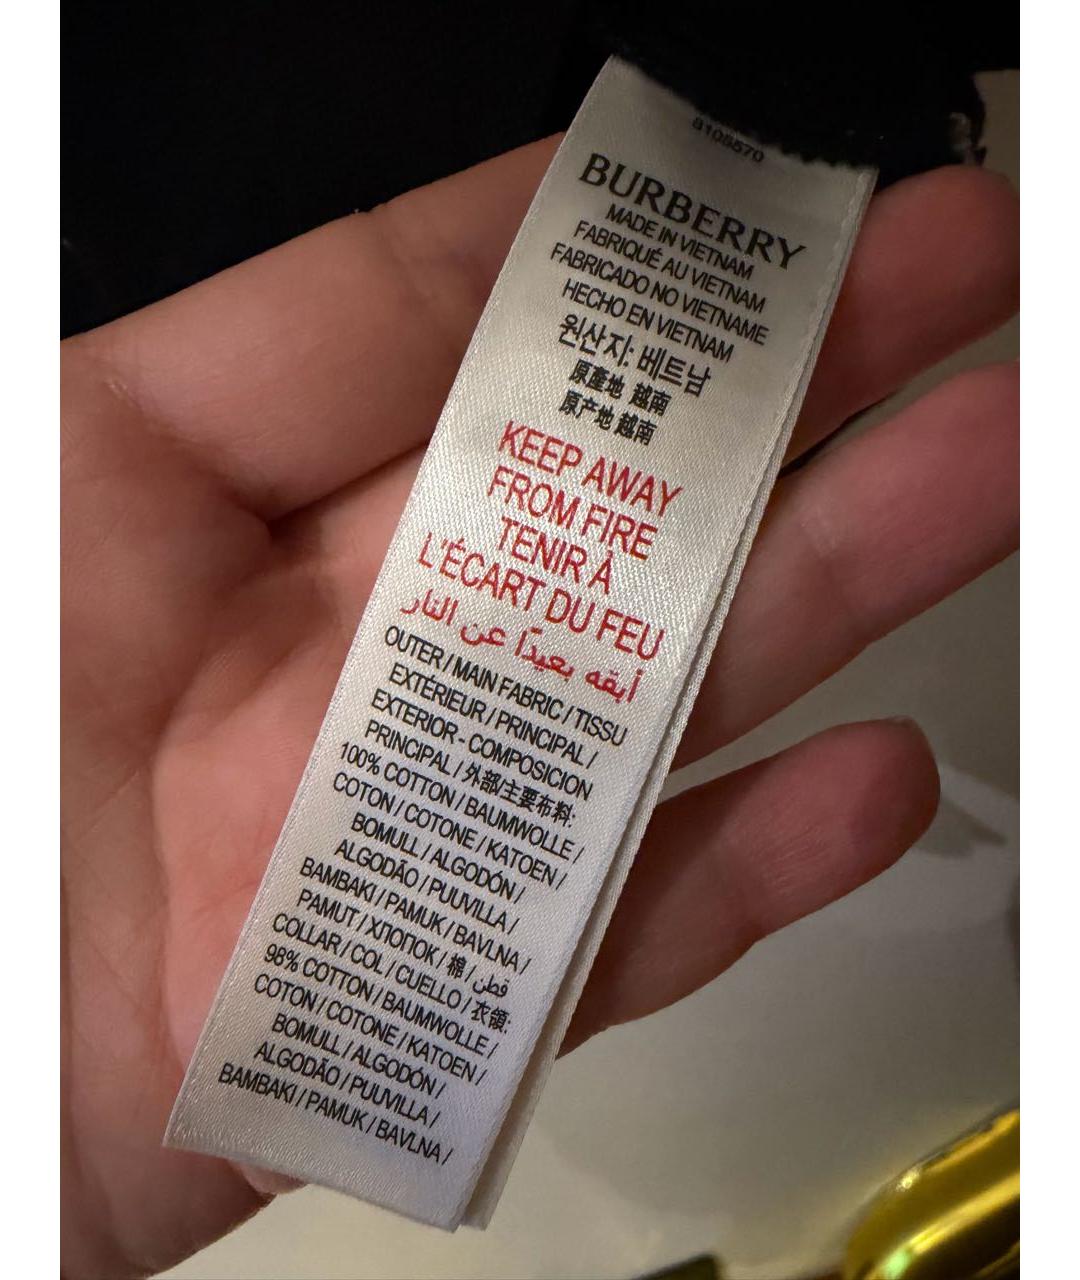 8105570
BURBERRY
MADE IN VIETNAM
FABRIQUÉ AU VIETNAM
FABRICADO NO VIETNAME
HECHO EN VIETNAM
원산지: 베트남
原產地 越南
原产地 越南
KEEP AWAY
FROM FIRE
TENIR À
L'ÉCART DU FEU
أبقه بعيدًا عن النار
OUTER / MAIN FABRIC / TISSU
EXTÉRIEUR / PRINCIPAL /
EXTERIOR - COMPOSICION
PRINCIPAL / 外部/主要布料:
100% COTTON / BAUMWOLLE /
COTON / COTONE / KATOEN /
BOMULL / ALGODÓN /
ALGODÃO / PUUVILLA /
BAMBAKI / PAMUK / BAVLNA /
PAMUT / ХЛОПОК / 棉 / قطن
COLLAR / COL / CUELLO / 衣領:
98% COTTON / BAUMWOLLE /
COTON / COTONE / KATOEN /
BOMULL / ALGODÓN /
ALGODÃO / PUUVILLA /
BAMBAKI / PAMUK / BAVLNA /